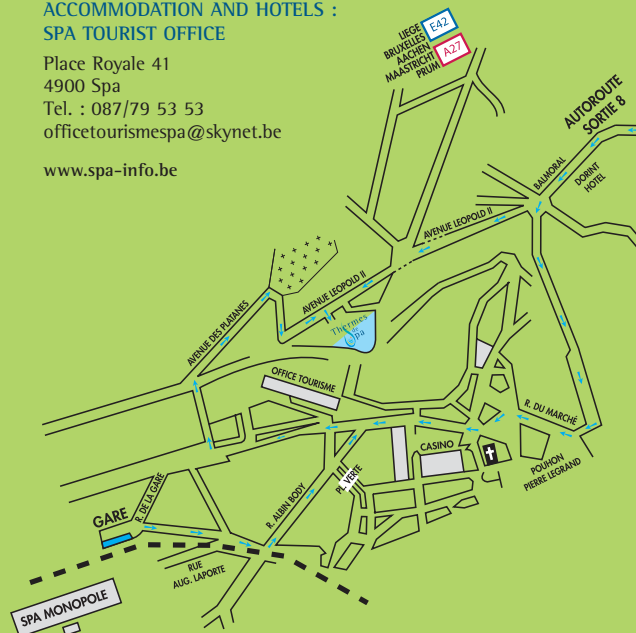 ACCOMMODATION AND HOTELS :
SPA TOURIST OFFICE
Place Royale 41
4900 Spa
Tel. : 087/79 53 53
officetourismespa@skynet.be
www.spa-info.be
LIEGE
BRUXELLES
AACHEN
MAASTRICHT
PRUM
E42
A27
AUTOROUTE
SORTIE 8
BALMORAL
DORINT
HOTEL
AVENUE LEOPOLD II
AVENUE LEOPOLD II
AVENUE DES PLATANES
Thermes
de
Spa
OFFICE TOURISME
R. DU MARCHÉ
CASINO
POUHON
PIERRE LEGRAND
PL. VERTE
R. ALBIN BODY
R. DE LA GARE
GARE
RUE
AUG. LAPORTE
SPA MONOPOLE